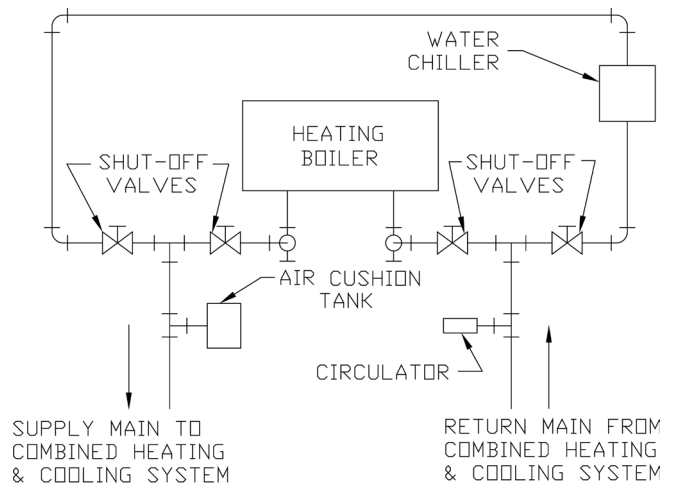 WATER
CHILLER
HEATING
BOILER
SHUT-OFF
VALVES
SHUT-OFF
VALVES
AIR CUSHION
TANK
CIRCULATOR
SUPPLY MAIN TO
COMBINED HEATING
& COOLING SYSTEM
RETURN MAIN FROM
COMBINED HEATING
& COOLING SYSTEM